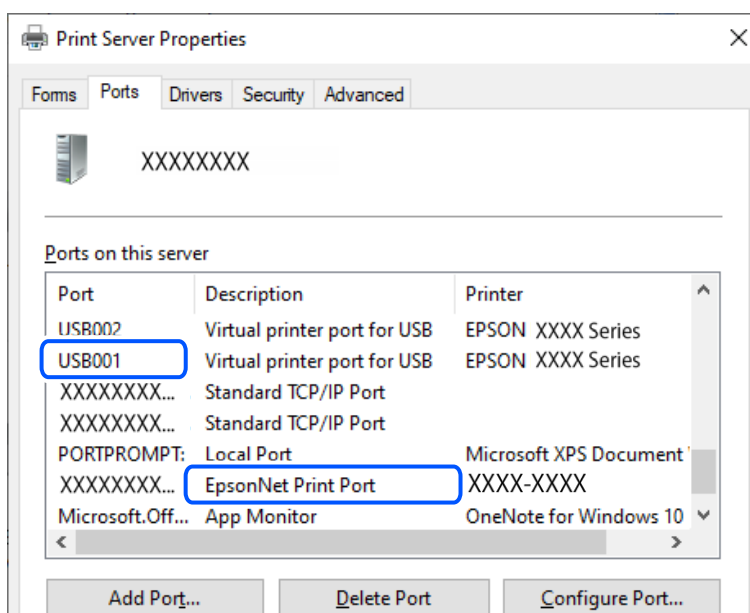 Print Server Properties
Forms Ports Drivers Security Advanced
XXXXXXXX
Ports on this server
Port Description Printer
USB002 Virtual printer port for USB EPSON XXXX Series
USB001 Virtual printer port for USB EPSON XXXX Series
XXXXXXXX... Standard TCP/IP Port
XXXXXXXX... Standard TCP/IP Port
PORTPROMPT: Local Port Microsoft XPS Document
XXXXXXXX... EpsonNet Print Port XXXX-XXXX
Microsoft.Off... App Monitor OneNote for Windows 10
Add Port... Delete Port Configure Port...